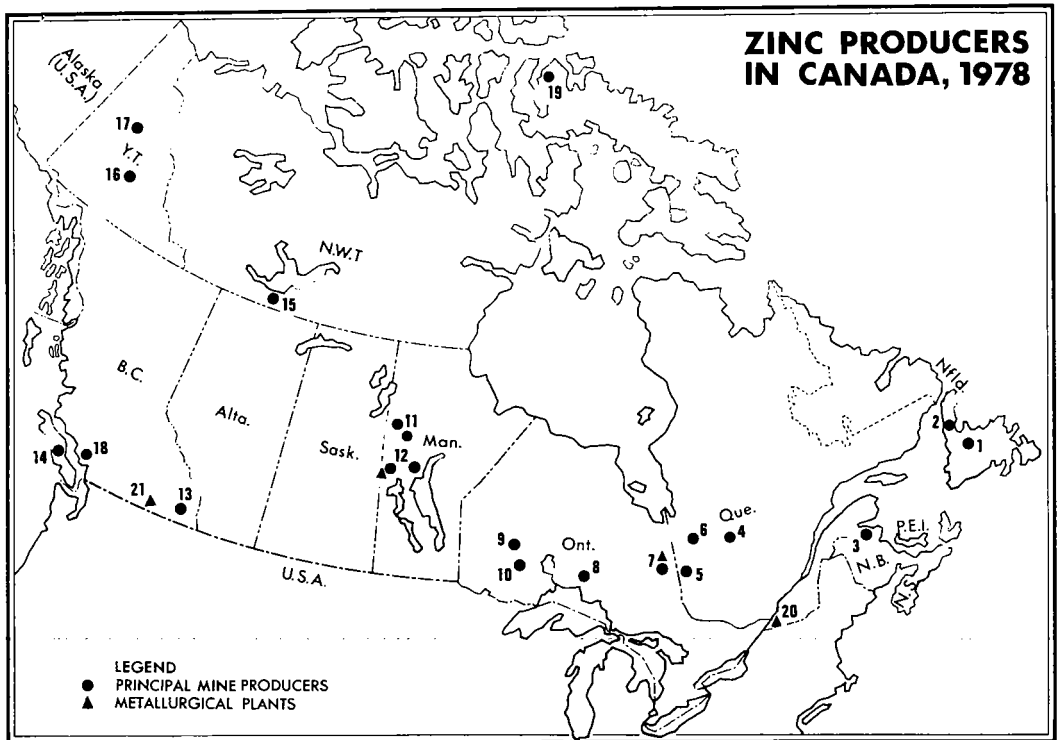 ZINC PRODUCERS
IN CANADA, 1978
Alaska
(U.S.A.)
19
17
Y.T.
16
N.W.T
15
B.C.
Alta.
Sask.
Man.
11
12
Nfld.
2
1
14
18
21
13
U.S.A.
9
10
Ont.
8
7
6
Que.
4
5
3
P.E.I.
N.B.
N.S.
20
LEGEND
● PRINCIPAL MINE PRODUCERS
▲ METALLURGICAL PLANTS